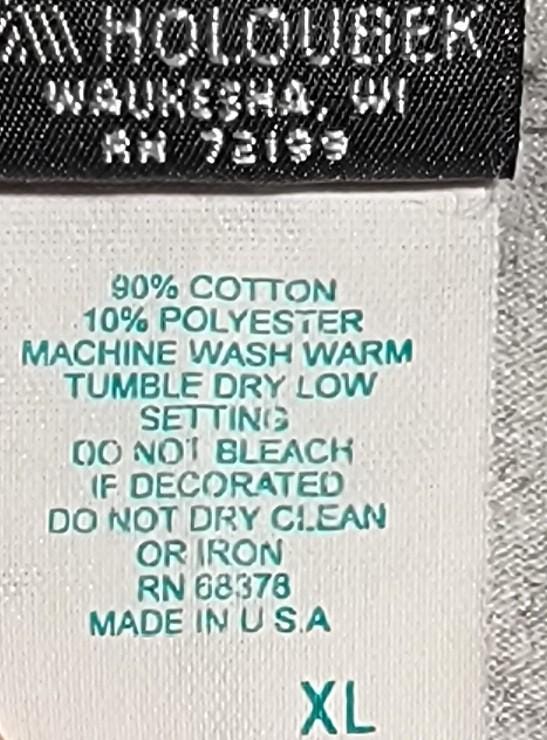 HOLOUBEK
WAUKESHA, WI
RN 72199
90% COTTON
10% POLYESTER
MACHINE WASH WARM
TUMBLE DRY LOW
SETTING
DO NOT BLEACH
IF DECORATED
DO NOT DRY CLEAN
OR IRON
RN 68378
MADE IN U S.A
XL